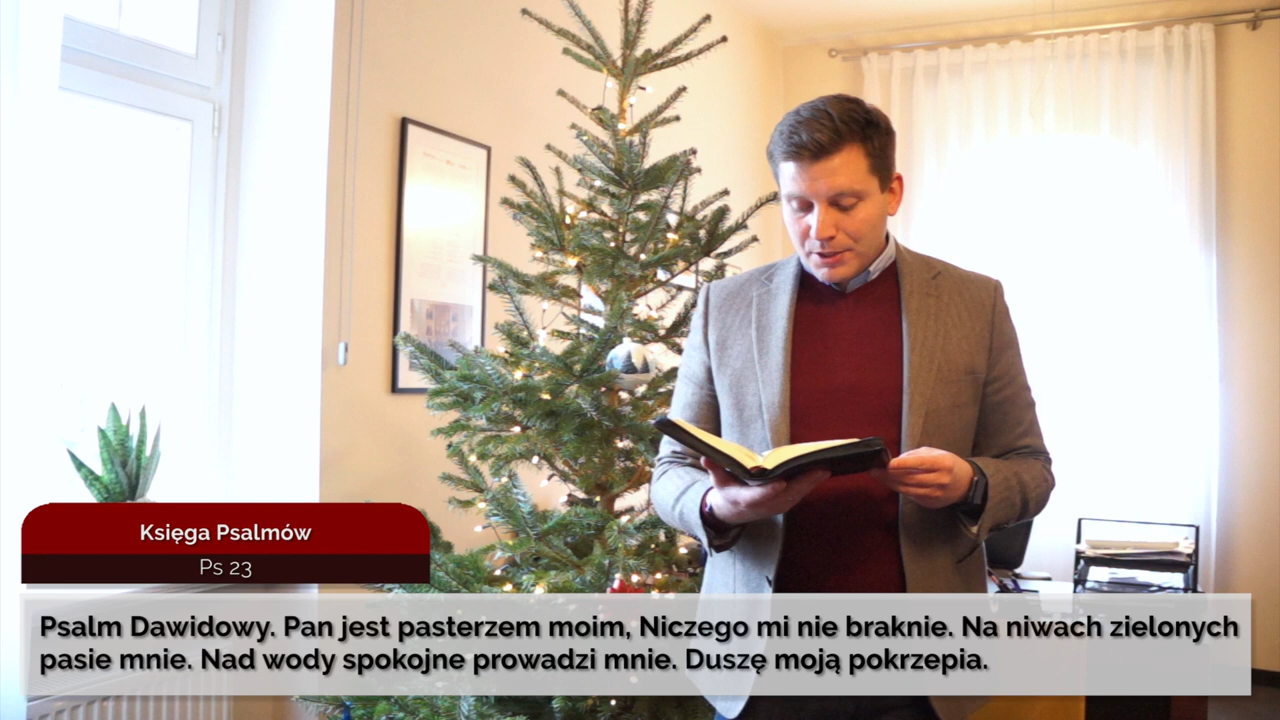 Księga Psalmów
Ps 23
Psalm Dawidowy. Pan jest pasterzem moim, Niczego mi nie braknie. Na niwach zielonych
pasie mnie. Nad wody spokojne prowadzi mnie. Duszę moją pokrzepia.